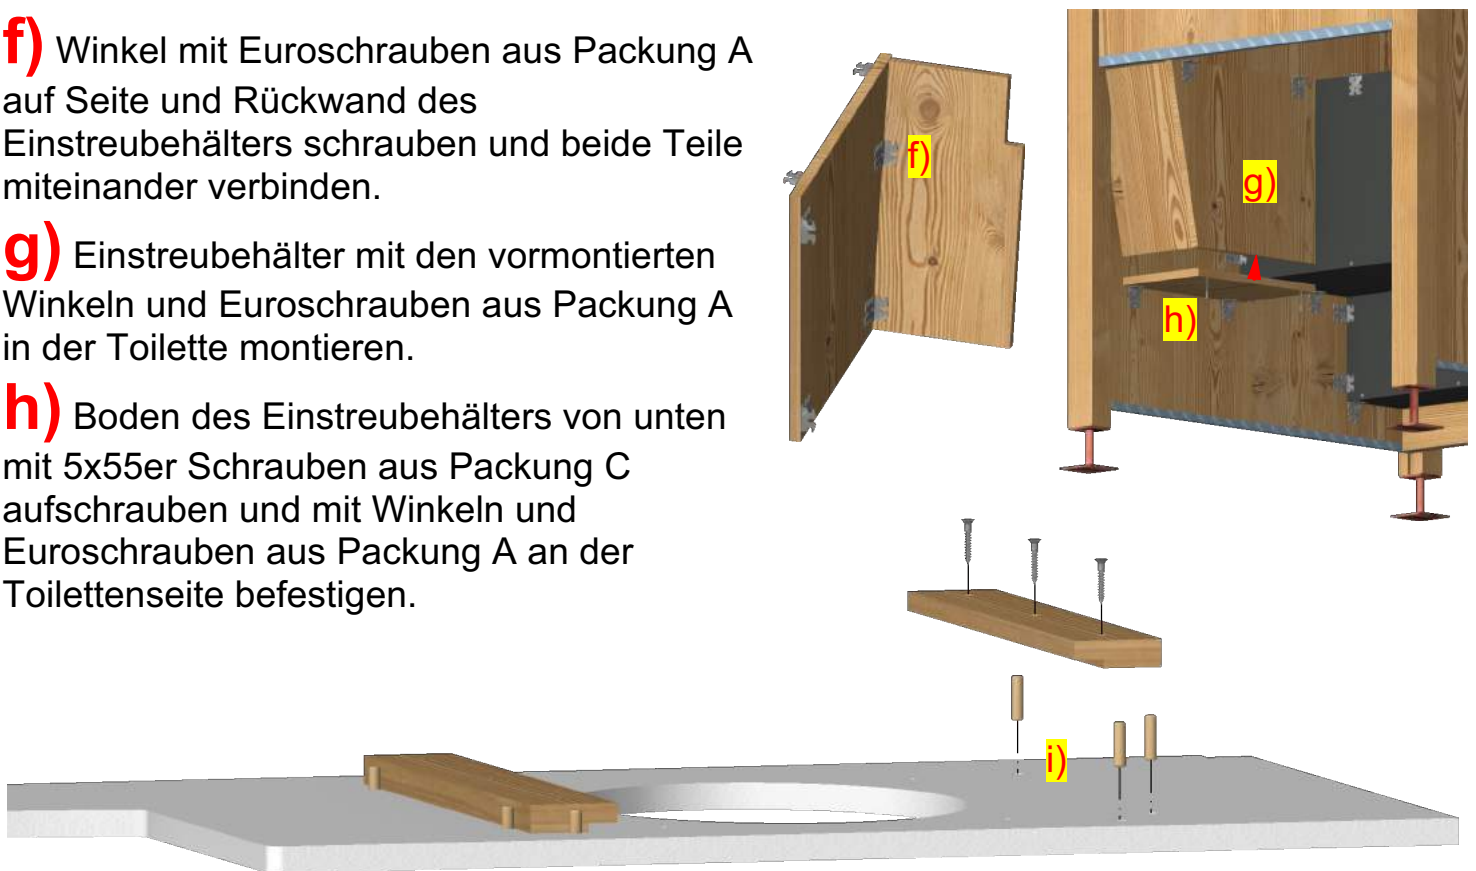 f) Winkel mit Euroschrauben aus Packung A
auf Seite und Rückwand des
Einstreubehälters schrauben und beide Teile
miteinander verbinden.
g) Einstreubehälter mit den vormontierten
Winkeln und Euroschrauben aus Packung A
in der Toilette montieren.
h) Boden des Einstreubehälters von unten
mit 5x55er Schrauben aus Packung C
aufschrauben und mit Winkeln und
Euroschrauben aus Packung A an der
Toilettenseite befestigen.
f)
g)
h)
i)